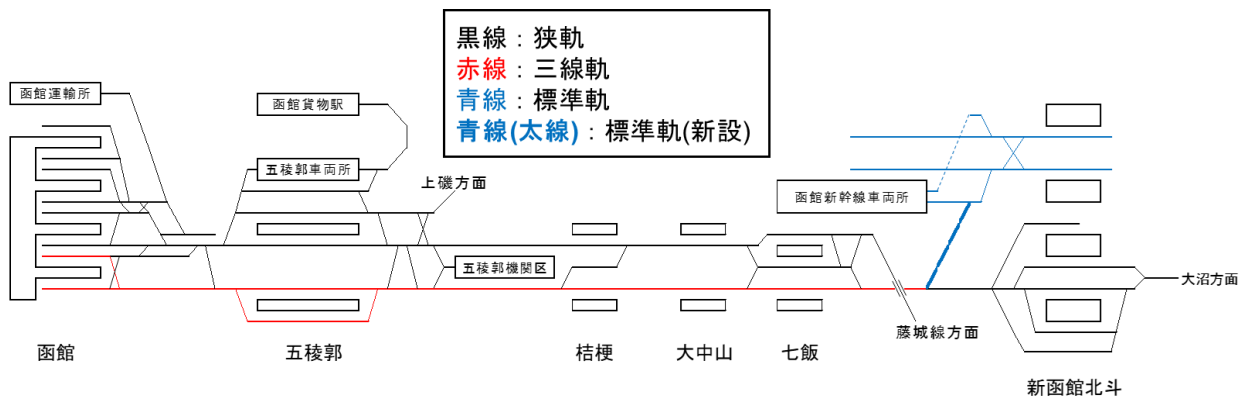 黒線：狭軌
赤線：三線軌
青線：標準軌
青線(太線)：標準軌(新設)
函館運輸所
函館貨物駅
五稜郭車両所
上磯方面
函館新幹線車両所
五稜郭機関区
大沼方面
藤城線方面
函館
五稜郭
桔梗
大中山
七飯
新函館北斗